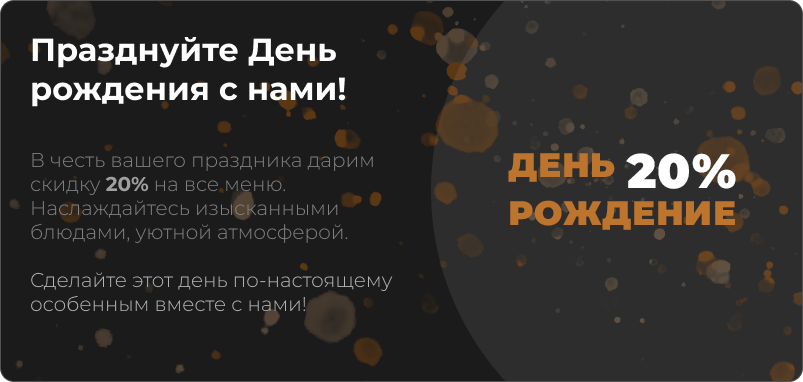 Празднуйте День
рождения с нами!
В честь вашего праздника дарим
скидку 20% на все меню.
Наслаждайтесь изысканными
блюдами, уютной атмосферой.
Сделайте этот день по-настоящему
особенным вместе с нами!
ДЕНЬ 20%
РОЖДЕНИЕ